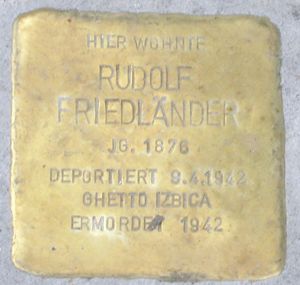 HIER WOHNTE
RUDOLF
FRIEDLÄNDER
JG. 1876
DEPORTIERT 9.4.1942
GHETTO IZBICA
ERMORDET 1942